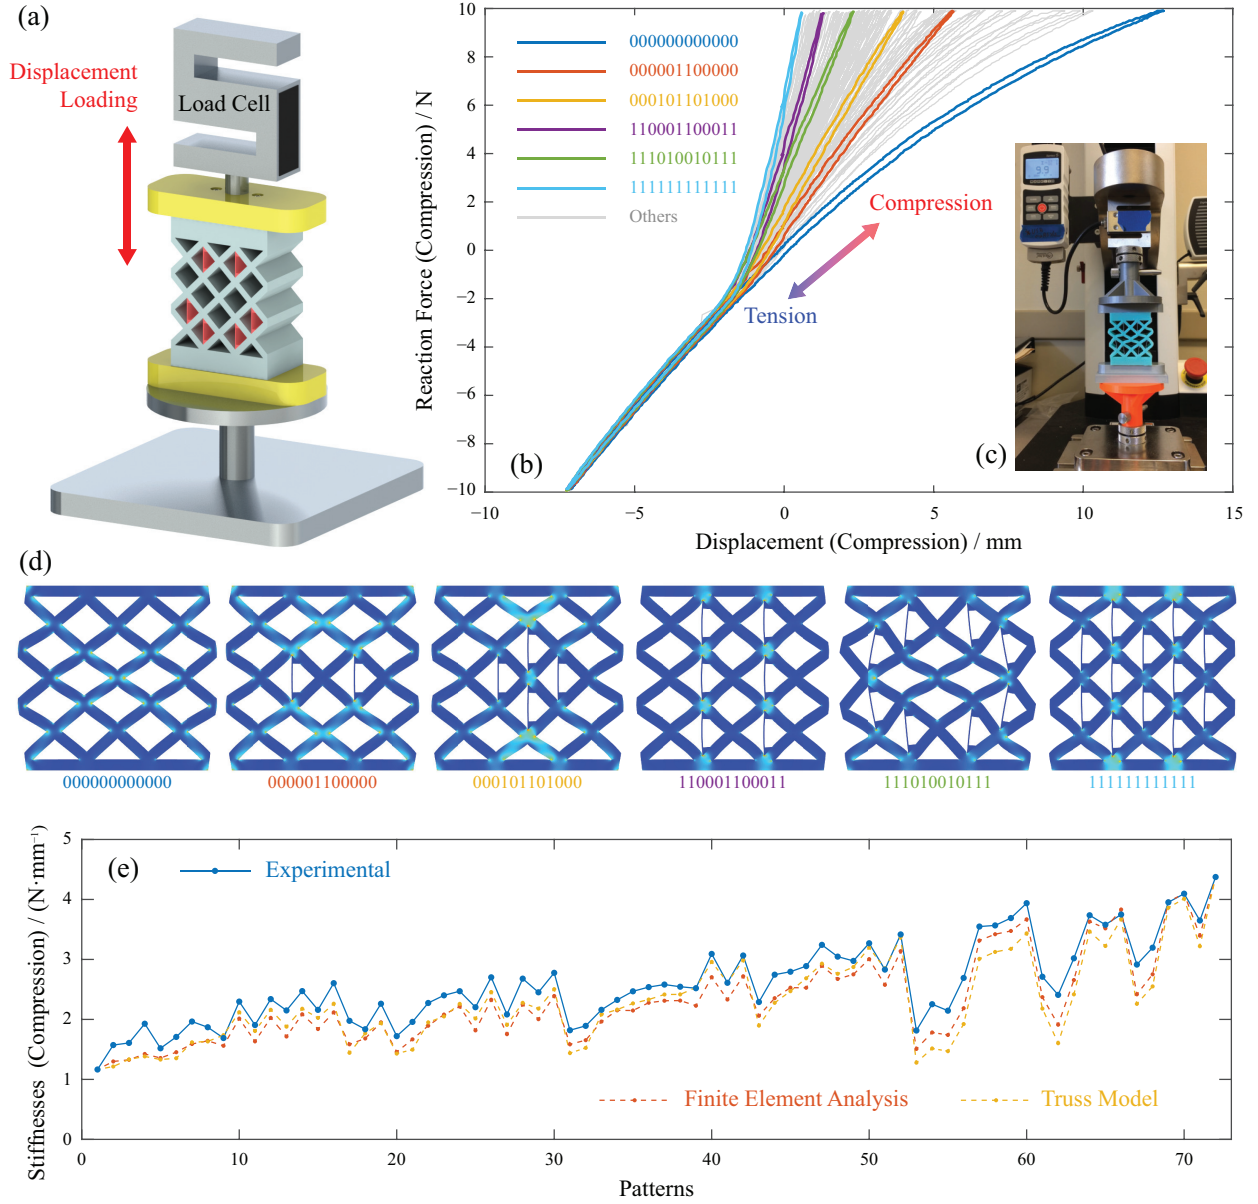 (a)
Displacement
Loading
Load Cell
Reaction Force (Compression) / N
10
8
6
4
2
0
−2
−4
−6
−8
−10
000000000000
000001100000
000101101000
110001100011
111010010111
111111111111
Others
Compression
Tension
(b)
(c)
−10
−5
0
5
10
15
Displacement (Compression) / mm
(d)
000000000000
000001100000
000101101000
110001100011
111010010111
111111111111
(e)
Stiffnesses (Compression) / (N·mm⁻¹)
5
4
3
2
1
0
Experimental
Finite Element Analysis
Truss Model
0
10
20
30
40
50
60
70
Patterns